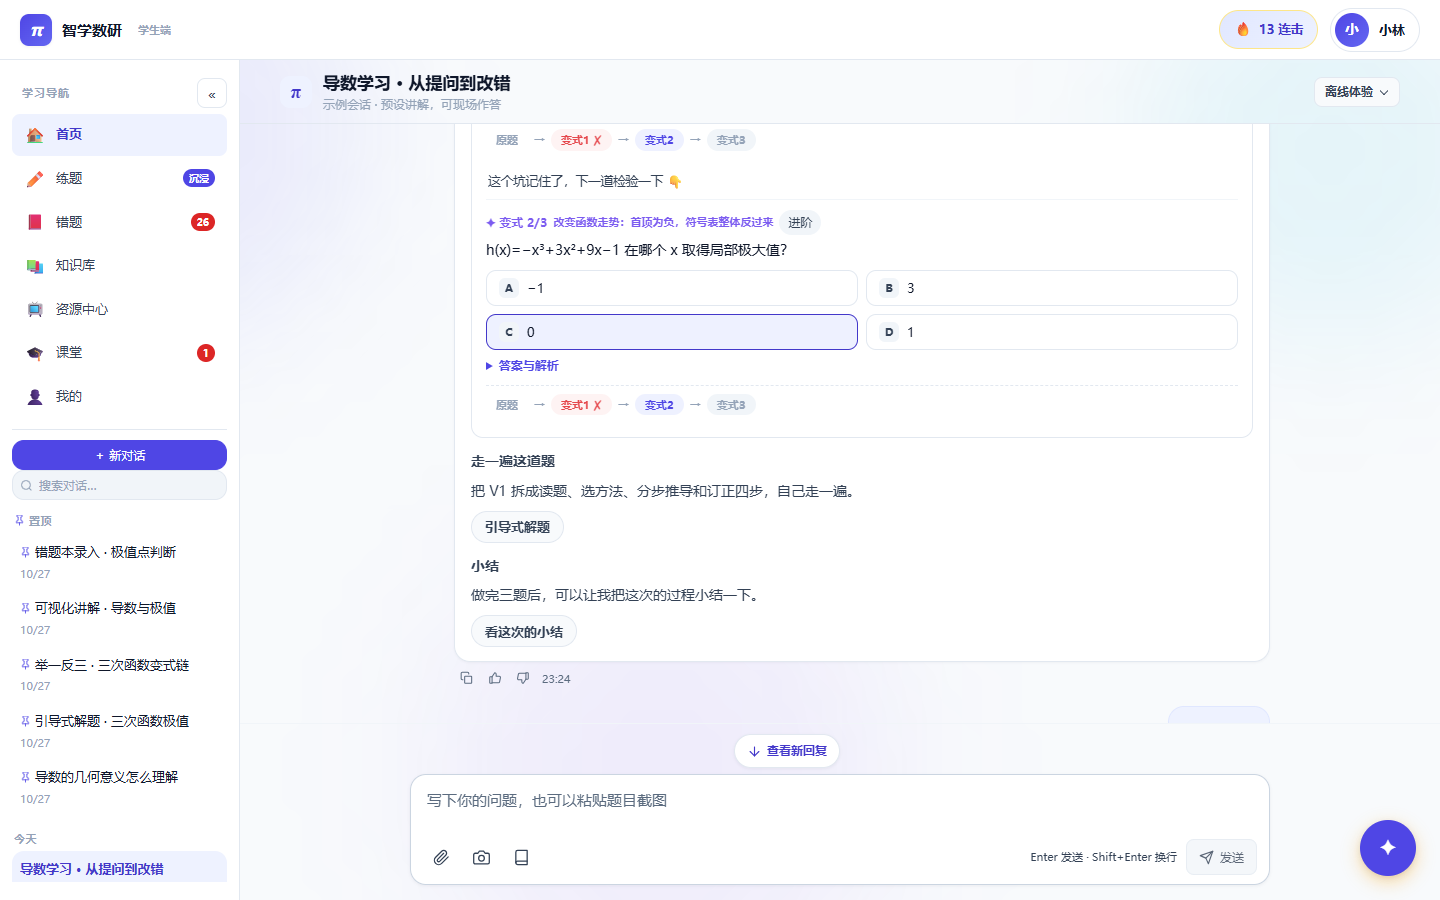 π 智学数研 学生端
13 连击
小 小林
学习导航 «
首页
练题 沉浸
错题 26
知识库
资源中心
课堂 1
我的
+ 新对话
搜索对话...
置顶
错题本录入 · 极值点判断
10/27
可视化讲解 · 导数与极值
10/27
举一反三 · 三次函数变式链
10/27
引导式解题 · 三次函数极值
10/27
导数的几何意义怎么理解
10/27
今天
导数学习 • 从提问到改错
π 导数学习 • 从提问到改错
示例会话 · 预设讲解，可现场作答
离线体验
原题 → 变式1 ✗ → 变式2 → 变式3
这个坑记住了，下一道检验一下 👇
✦ 变式 2/3 改变函数走势：首项为负，符号表整体反过来 进阶
h(x)=−x³+3x²+9x−1 在哪个 x 取得局部极大值？
A −1
B 3
C 0
D 1
▶ 答案与解析
原题 → 变式1 ✗ → 变式2 → 变式3
走一遍这道题
把 V1 拆成读题、选方法、分步推导和订正四步，自己走一遍。
引导式解题
小结
做完三题后，可以让我把这次的过程小结一下。
看这次的小结
23:24
↓ 查看新回复
写下你的问题，也可以粘贴题目截图
Enter 发送 · Shift+Enter 换行
发送